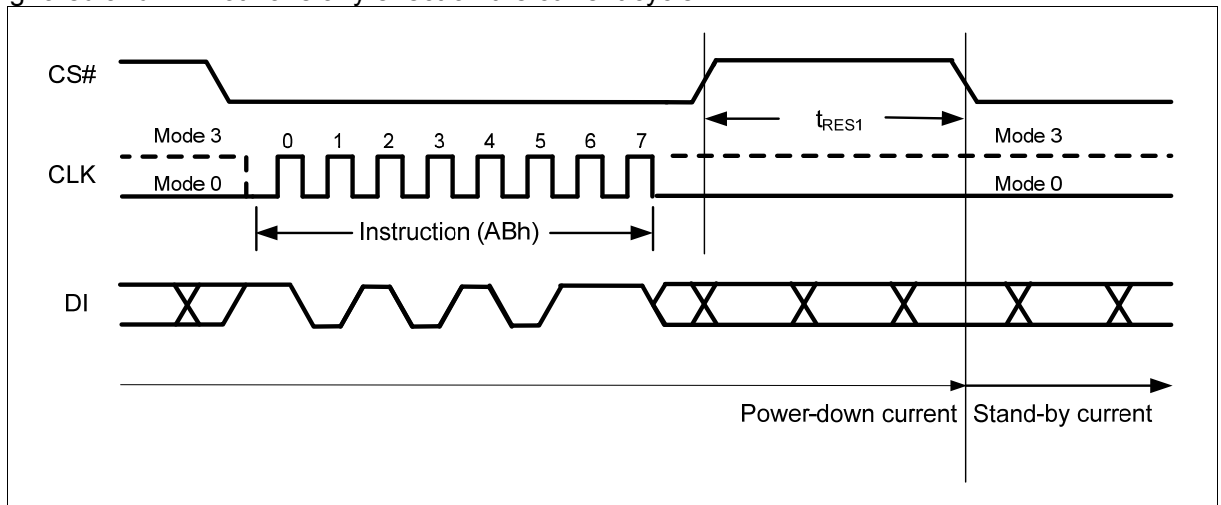 CS#
tRES1
Mode 3
0 1 2 3 4 5 6 7
Mode 3
CLK
Mode 0
Mode 0
Instruction (ABh)
DI
Power-down current
Stand-by current